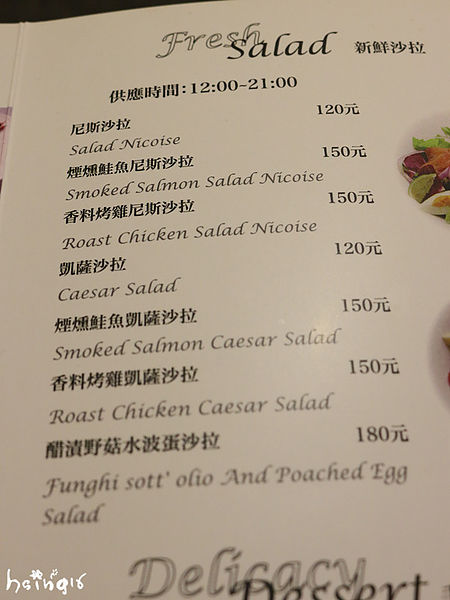 Fresh Salad 新鮮沙拉
供應時間:12:00~21:00
尼斯沙拉 120元
Salad Nicoise
煙燻鮭魚尼斯沙拉 150元
Smoked Salmon Salad Nicoise
香料烤雞尼斯沙拉 150元
Roast Chicken Salad Nicoise
凱薩沙拉 120元
Caesar Salad
煙燻鮭魚凱薩沙拉 150元
Smoked Salmon Caesar Salad
香料烤雞凱薩沙拉 150元
Roast Chicken Caesar Salad
醋漬野菇水波蛋沙拉 180元
Funghi sott' olio And Poached Egg
Salad
Delicacy
Dessert
hsing16